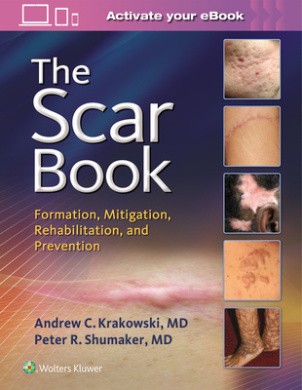 Activate your eBook
The
Scar
Book
Formation, Mitigation,
Rehabilitation, and
Prevention
Andrew C. Krakowski, MD
Peter R. Shumaker, MD
Wolters Kluwer